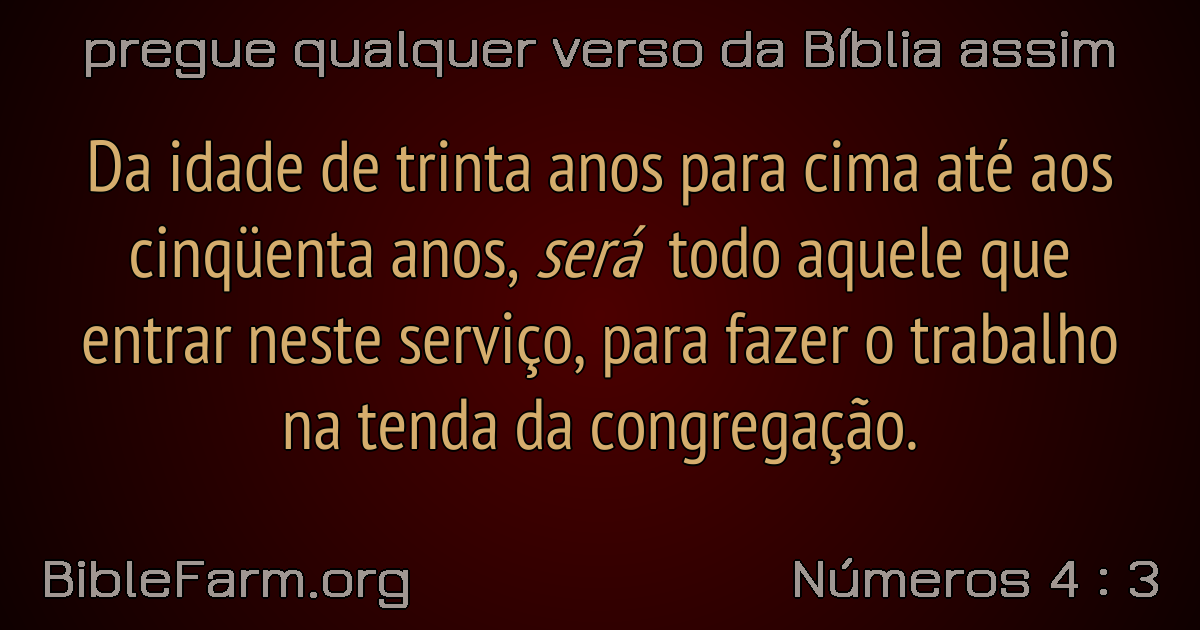 pregue qualquer verso da Bíblia assim
Da idade de trinta anos para cima até aos
cinqüenta anos, será todo aquele que
entrar neste serviço, para fazer o trabalho
na tenda da congregação.
BibleFarm.org
Números 4 : 3